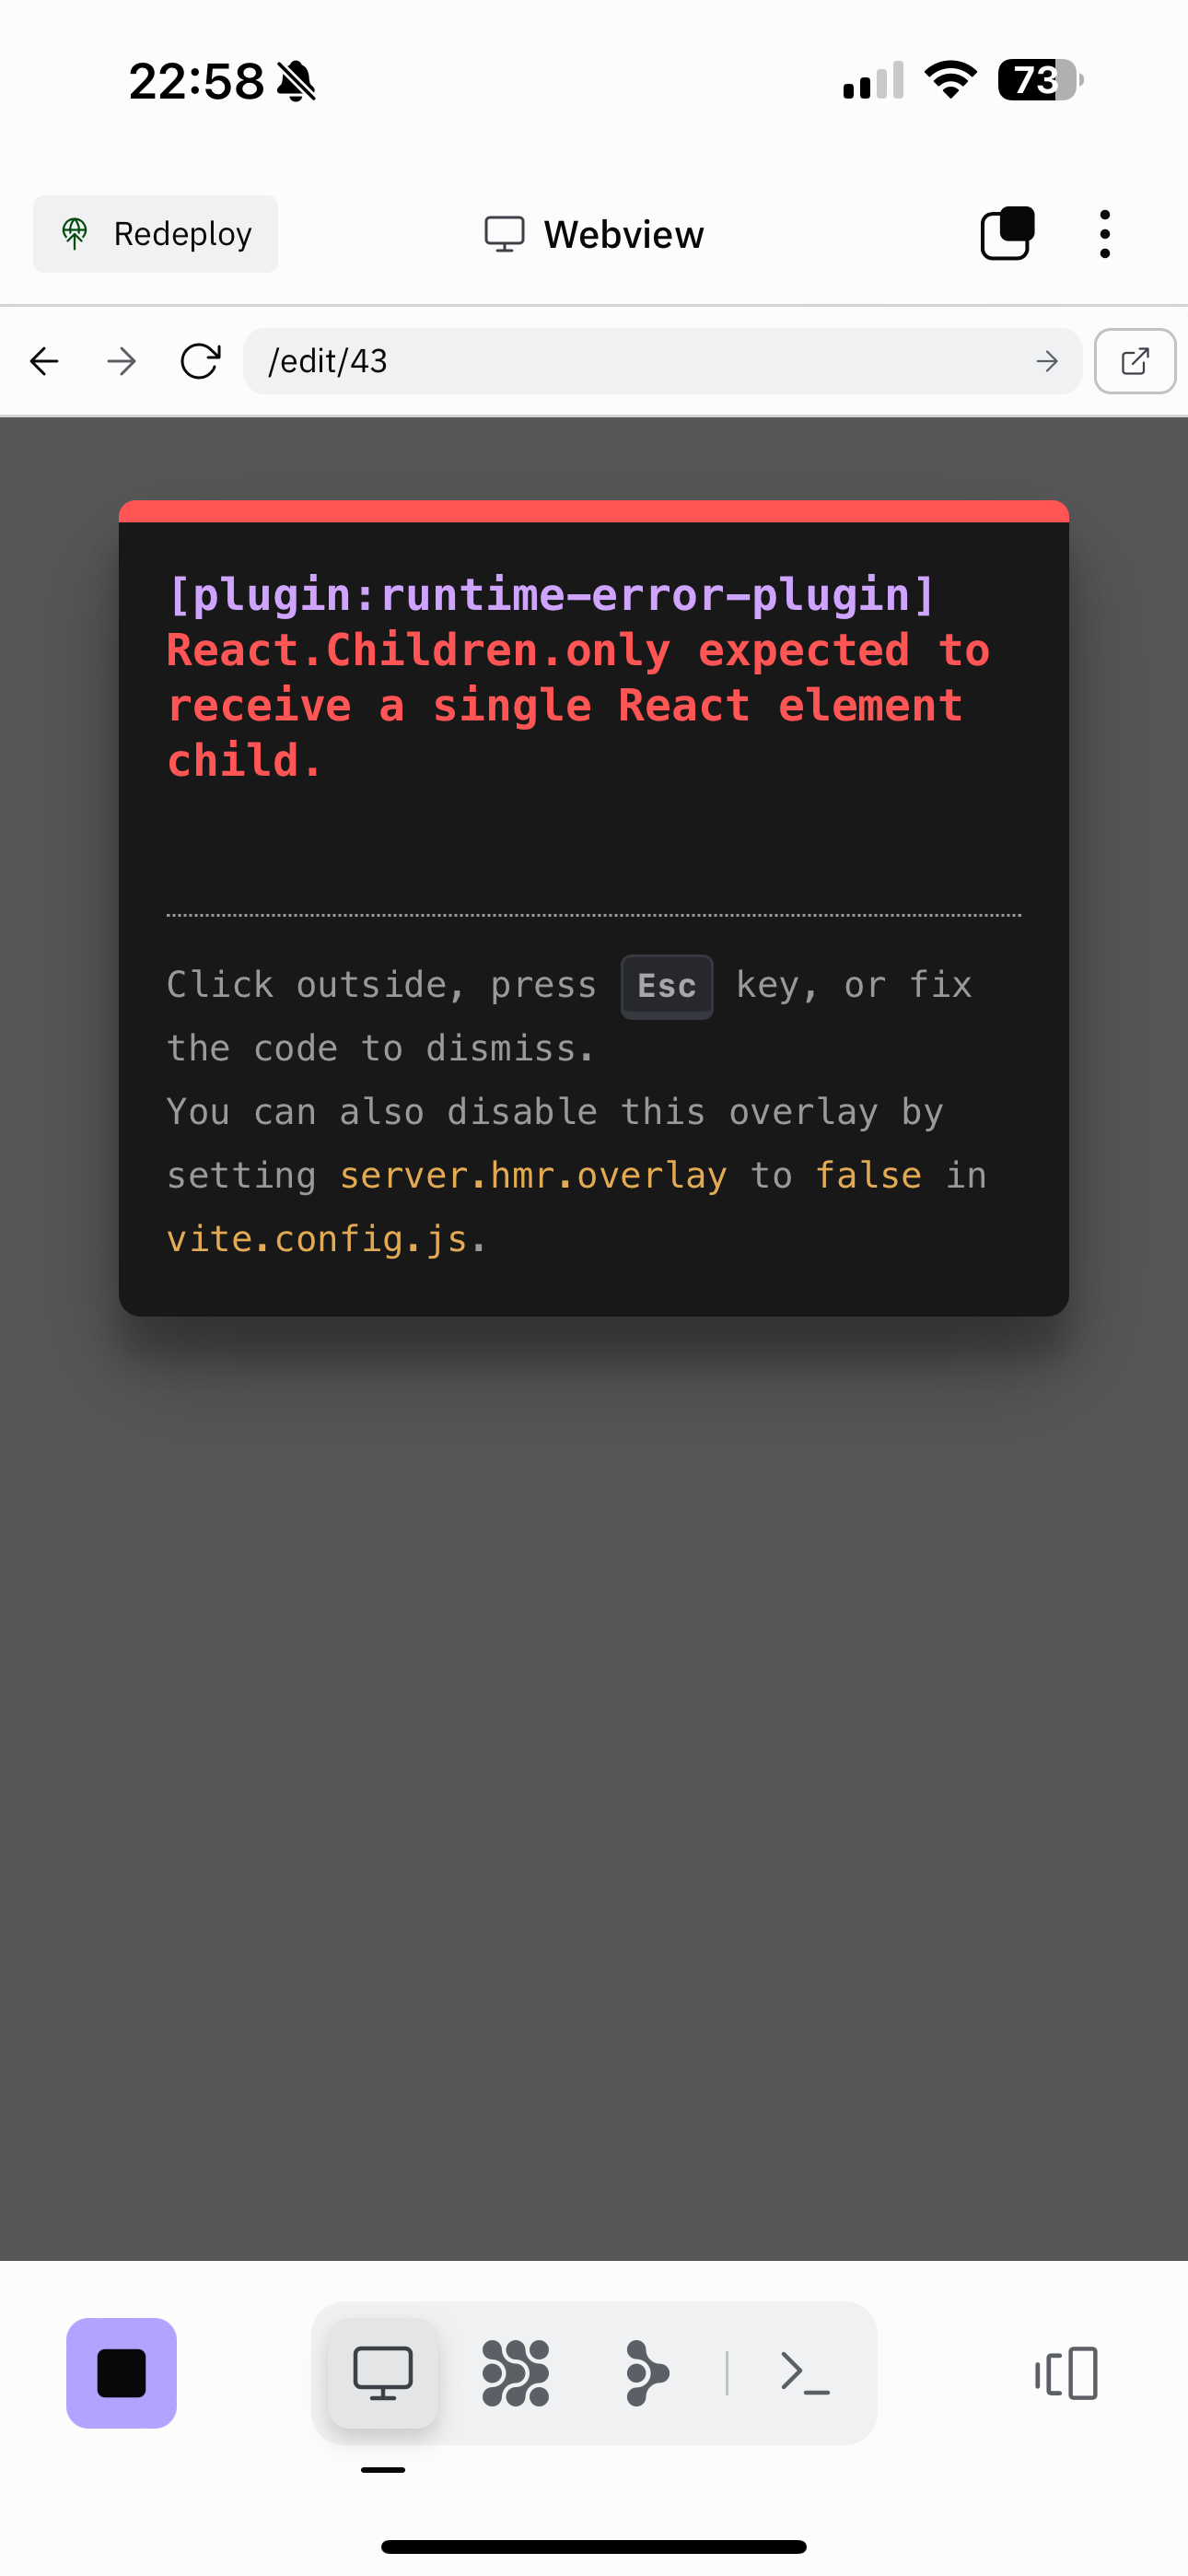 22:58
73
Redeploy
Webview
/edit/43
[plugin:runtime-error-plugin]
React.Children.only expected to
receive a single React element
child.
Click outside, press Esc key, or fix
the code to dismiss.
You can also disable this overlay by
setting server.hmr.overlay to false in
vite.config.js.